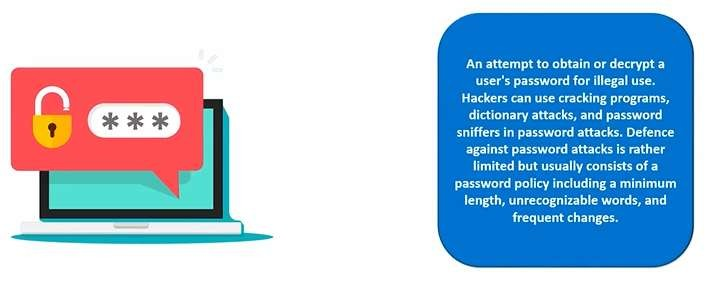 ***
An attempt to obtain or decrypt a
user's password for illegal use.
Hackers can use cracking programs,
dictionary attacks, and password
sniffers in password attacks. Defence
against password attacks is rather
limited but usually consists of a
password policy including a minimum
length, unrecognizable words, and
frequent changes.